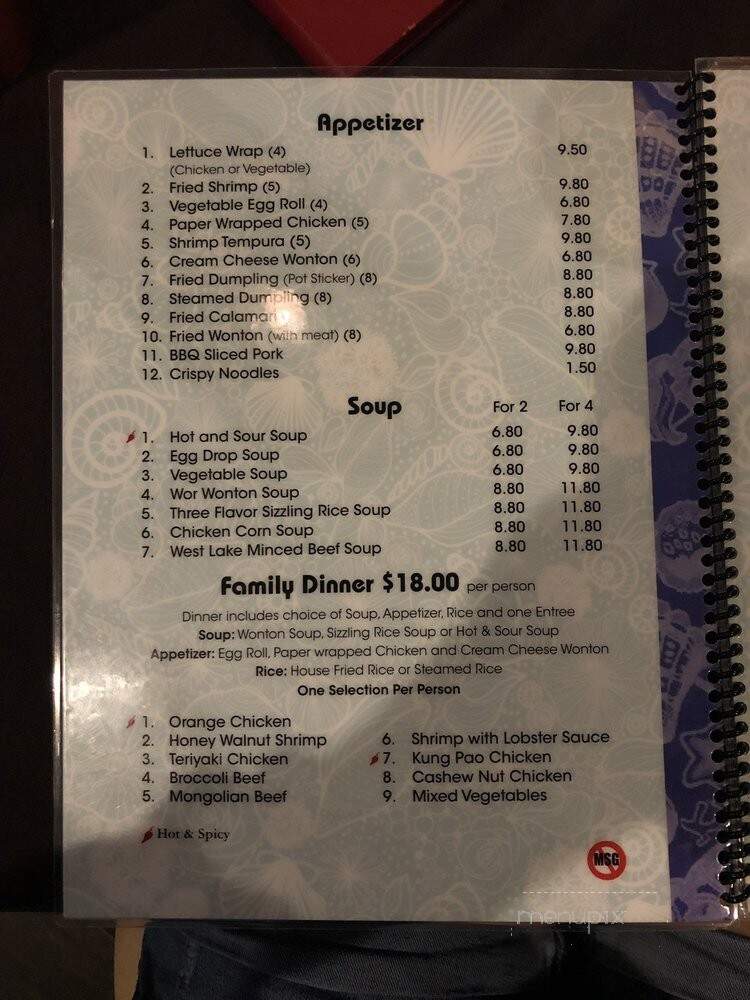 Appetizer
1. Lettuce Wrap (4) 9.50
(Chicken or Vegetable)
2. Fried Shrimp (5) 9.80
3. Vegetable Egg Roll (4) 6.80
4. Paper Wrapped Chicken (5) 7.80
5. Shrimp Tempura (5) 9.80
6. Cream Cheese Wonton (6) 6.80
7. Fried Dumpling (Pot Sticker) (8) 8.80
8. Steamed Dumpling (8) 8.80
9. Fried Calamari 8.80
10. Fried Wonton (with meat) (8) 6.80
11. BBQ Sliced Pork 9.80
12. Crispy Noodles 1.50
Soup For 2 For 4
1. Hot and Sour Soup 6.80 9.80
2. Egg Drop Soup 6.80 9.80
3. Vegetable Soup 6.80 9.80
4. Wor Wonton Soup 8.80 11.80
5. Three Flavor Sizzling Rice Soup 8.80 11.80
6. Chicken Corn Soup 8.80 11.80
7. West Lake Minced Beef Soup 8.80 11.80
Family Dinner $18.00 per person
Dinner includes choice of Soup, Appetizer, Rice and one Entree
Soup: Wonton Soup, Sizzling Rice Soup or Hot & Sour Soup
Appetizer: Egg Roll, Paper wrapped Chicken and Cream Cheese Wonton
Rice: House Fried Rice or Steamed Rice
One Selection Per Person
1. Orange Chicken
2. Honey Walnut Shrimp
3. Teriyaki Chicken
4. Broccoli Beef
5. Mongolian Beef
6. Shrimp with Lobster Sauce
7. Kung Pao Chicken
8. Cashew Nut Chicken
9. Mixed Vegetables
Hot & Spicy
MSG
menupix